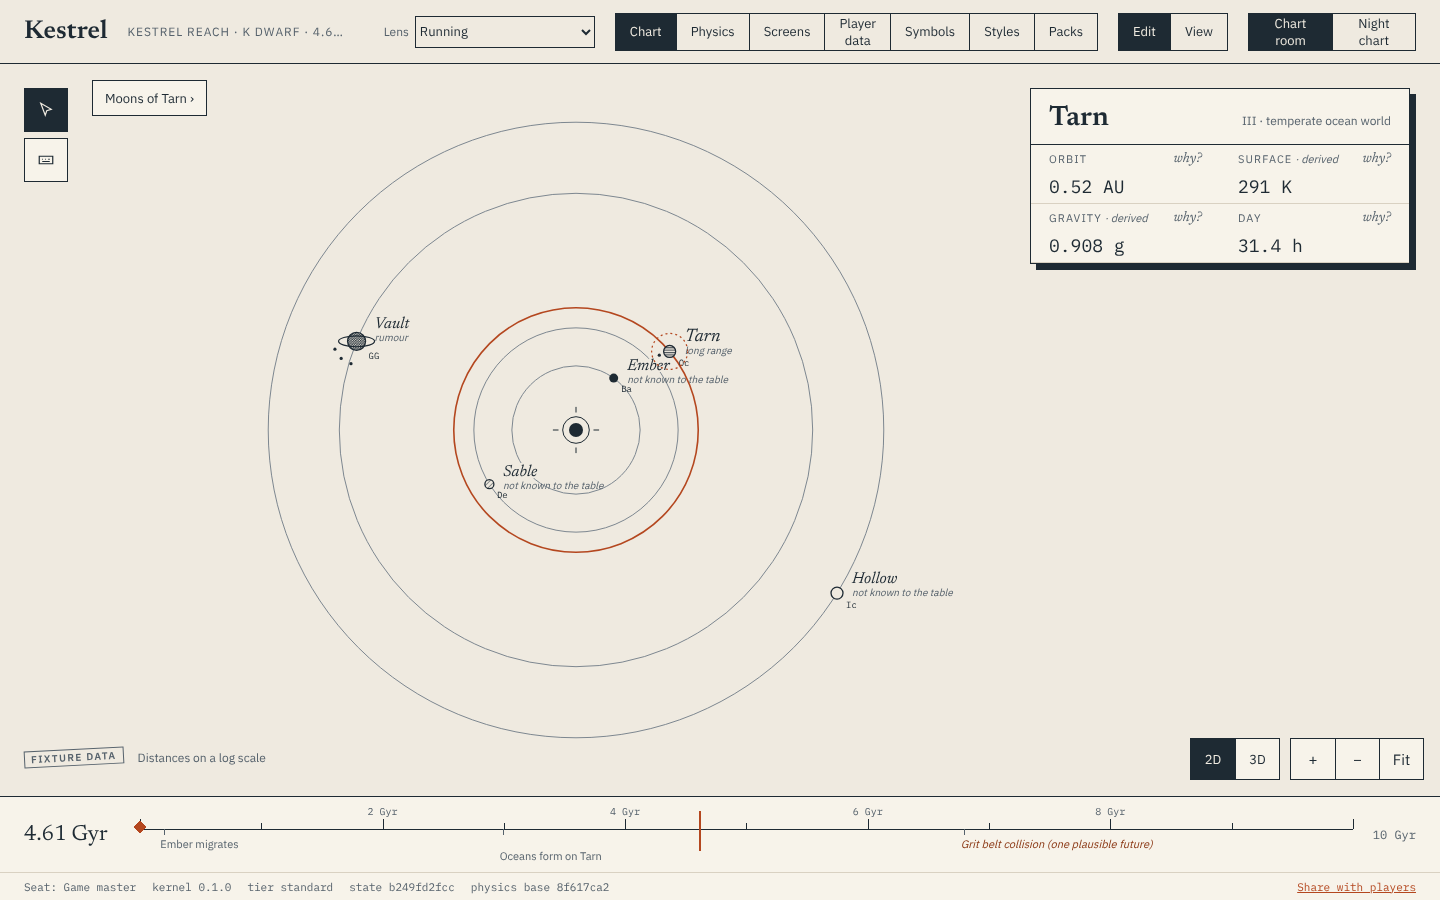 Kestrel
KESTREL REACH · K DWARF · 4.6…
Lens
Running
Chart
Physics
Screens
Player data
Symbols
Styles
Packs
Edit
View
Chart room
Night chart
Moons of Tarn ›
Tarn
III · temperate ocean world
ORBIT
why?
SURFACE · derived
why?
0.52 AU
291 K
GRAVITY · derived
why?
DAY
why?
0.908 g
31.4 h
Vault
rumour
GG
Tarn
long range
Oc
Ember
not known to the table
Ba
Sable
not known to the table
De
Hollow
not known to the table
Ic
FIXTURE DATA
Distances on a log scale
2D
3D
+
−
Fit
4.61 Gyr
2 Gyr
4 Gyr
6 Gyr
8 Gyr
10 Gyr
Ember migrates
Oceans form on Tarn
Grit belt collision (one plausible future)
Seat: Game master kernel 0.1.0 tier standard state b249fd2fcc physics base 8f617ca2
Share with players